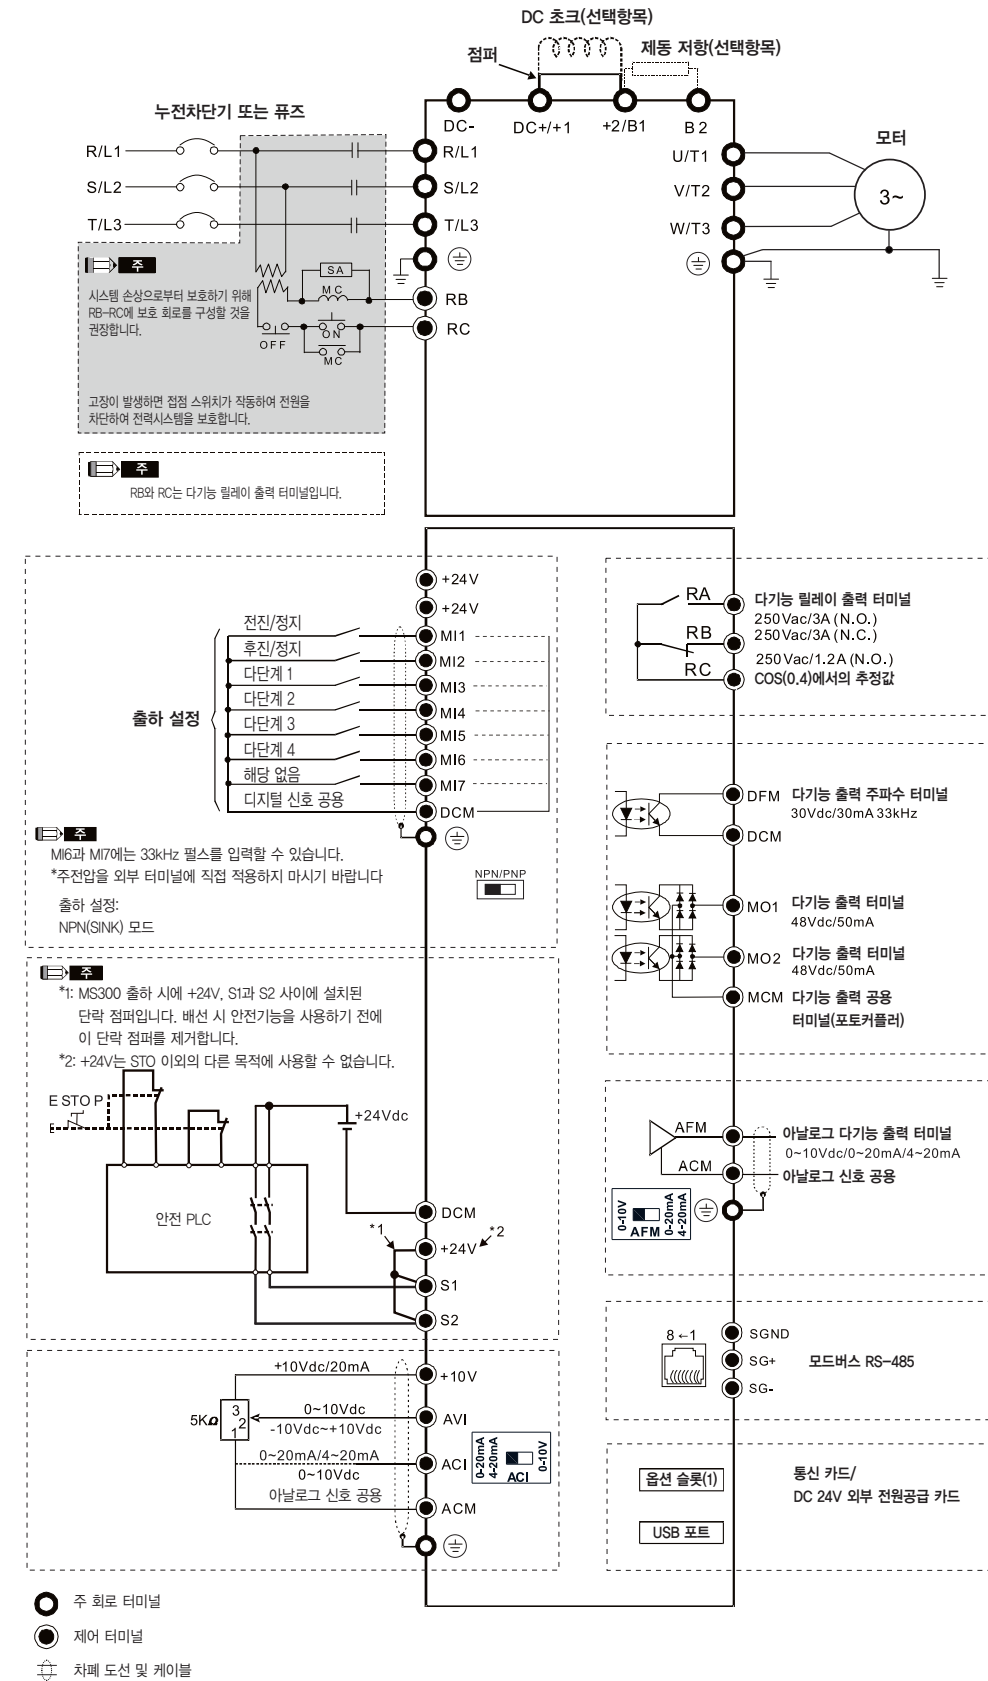 DC 초크(선택항목)
점퍼
제동 저항(선택항목)
누전차단기 또는 퓨즈
DC-
DC+/+1
+2/B1
B2
모터
R/L1
R/L1
U/T1
S/L2
S/L2
V/T2
3~
T/L3
T/L3
W/T3
주
SA
MC
RB
시스템 손상으로부터 보호하기 위해
RB-RC에 보호 회로를 구성할 것을
권장합니다.
OFF
ON
MC
RC
고장이 발생하면 접점 스위치가 작동하여 전원을
차단하여 전력시스템을 보호합니다.
주
RB와 RC는 다기능 릴레이 출력 터미널입니다.
+24V
+24V
출하 설정
전진/정지
MI1
후진/정지
MI2
다단계 1
MI3
다단계 2
MI4
다단계 3
MI5
다단계 4
MI6
해당 없음
MI7
디지털 신호 공용
DCM
주
MI6과 MI7에는 33kHz 펄스를 입력할 수 있습니다.
*주전압을 외부 터미널에 직접 적용하지 마시기 바랍니다
출하 설정:
NPN(SINK) 모드
NPN/PNP
RA
다기능 릴레이 출력 터미널
250Vac/3A (N.O.)
RB
250Vac/3A (N.C.)
250Vac/1.2A (N.O.)
RC
COS(0.4)에서의 추정값
DFM
다기능 출력 주파수 터미널
30Vdc/30mA 33kHz
DCM
MO1
다기능 출력 터미널
48Vdc/50mA
MO2
다기능 출력 터미널
48Vdc/50mA
MCM
다기능 출력 공용
터미널(포토커플러)
주
*1: MS300 출하 시에 +24V, S1과 S2 사이에 설치된
단락 점퍼입니다. 배선 시 안전기능을 사용하기 전에
이 단락 점퍼를 제거합니다.
*2: +24V는 STO 이외의 다른 목적에 사용할 수 없습니다.
E STO P
+24Vdc
안전 PLC
DCM
*1
+24V
*2
S1
S2
AFM
아날로그 다기능 출력 터미널
0~10Vdc/0~20mA/4~20mA
ACM
아날로그 신호 공용
0-10V
AFM
0-20mA
4-20mA
8←1
SGND
SG+
SG-
모드버스 RS-485
+10Vdc/20mA
+10V
5KΩ
3
2
1
0~10Vdc
-10Vdc~+10Vdc
AVI
0~20mA/4~20mA
0~10Vdc
ACI
0-20mA
4-20mA
ACI
0-10V
아날로그 신호 공용
ACM
옵션 슬롯(1)
통신 카드/
DC 24V 외부 전원공급 카드
USB 포트
주 회로 터미널
제어 터미널
차폐 도선 및 케이블